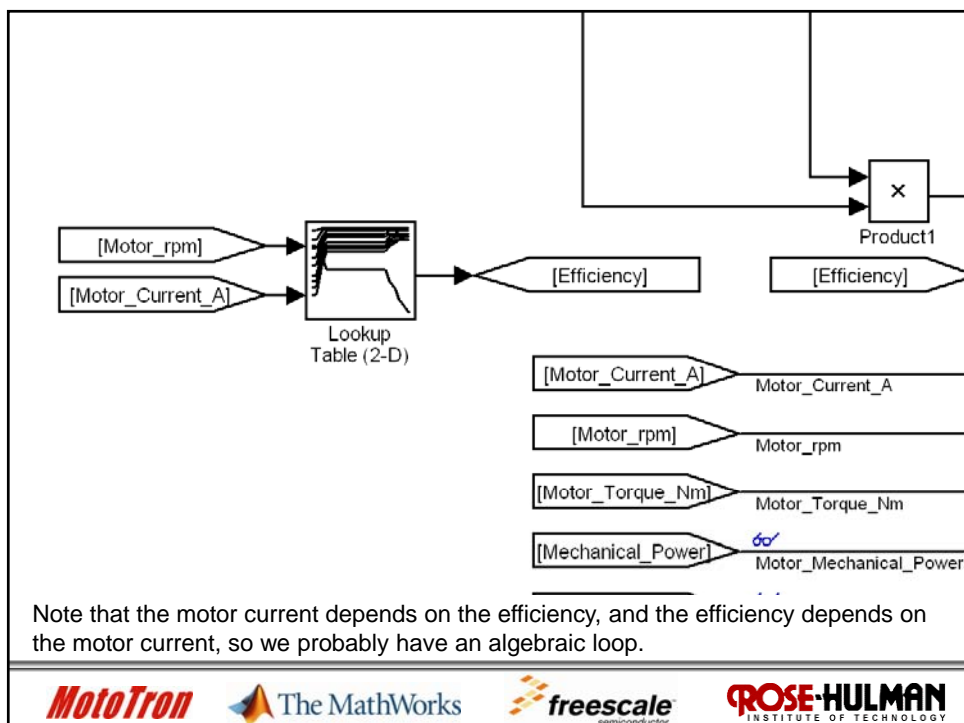 [Motor_rpm]
[Motor_Current_A]
Lookup
Table (2-D)
[Efficiency]
×
Product1
[Efficiency]
[Motor_Current_A]
Motor_Current_A
[Motor_rpm]
Motor_rpm
[Motor_Torque_Nm]
Motor_Torque_Nm
[Mechanical_Power]
Motor_Mechanical_Power
Note that the motor current depends on the efficiency, and the efficiency depends on
the motor current, so we probably have an algebraic loop.
MotoTron
The MathWorks
freescale
semiconductor
ROSE-HULMAN
INSTITUTE OF TECHNOLOGY